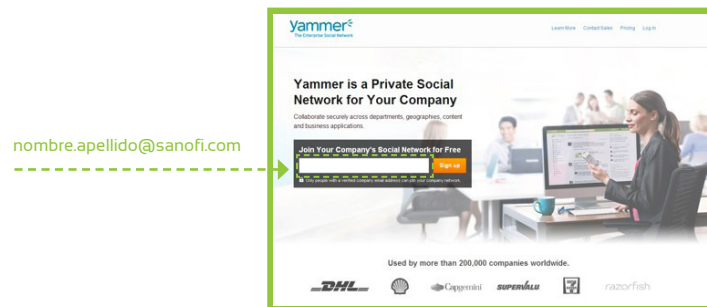 yammer
The Enterprise Social Network
Learn More Contact Sales Pricing Log In
Yammer is a Private Social
Network for Your Company
Collaborate securely across departments, geographies, content
and business applications.
nombre.apellido@sanofi.com
Join Your Company's Social Network for Free
Sign up
Only people with a verified company email address can join your company network.
Used by more than 200,000 companies worldwide.
DHL
Capgemini
SUPERVALU
razorfish